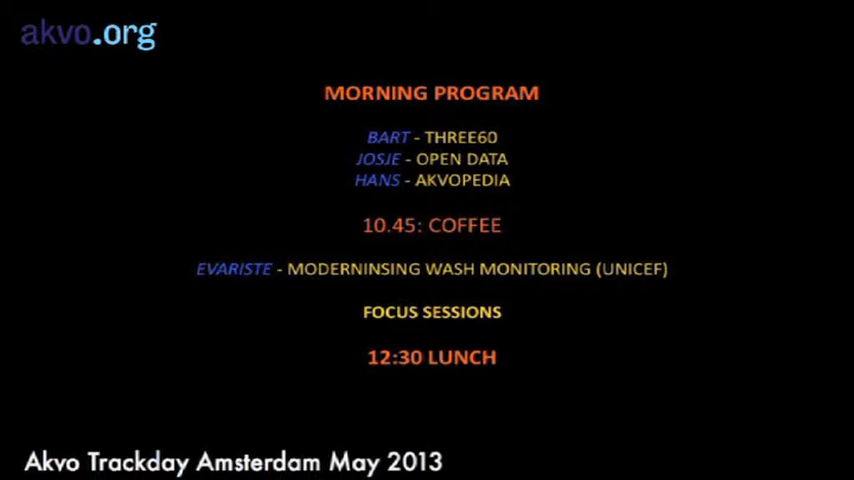 akvo.org
MORNING PROGRAM
BART - THREE60
JOSJE - OPEN DATA
HANS - AKVOPEDIA
10.45: COFFEE
EVARISTE - MODERNINSING WASH MONITORING (UNICEF)
FOCUS SESSIONS
12:30 LUNCH
Akvo Trackday Amsterdam May 2013